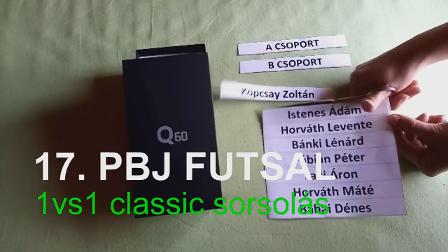 A CSOPORT
B CSOPORT
Kopcsay Zoltán
Istenes Ádám
Horváth Levente
Bánki Lénárd
Péter
Áron
Horváth Máté
Dénes
Q60
17. PBJ FUTSAL
1vs1 classic sorsolás